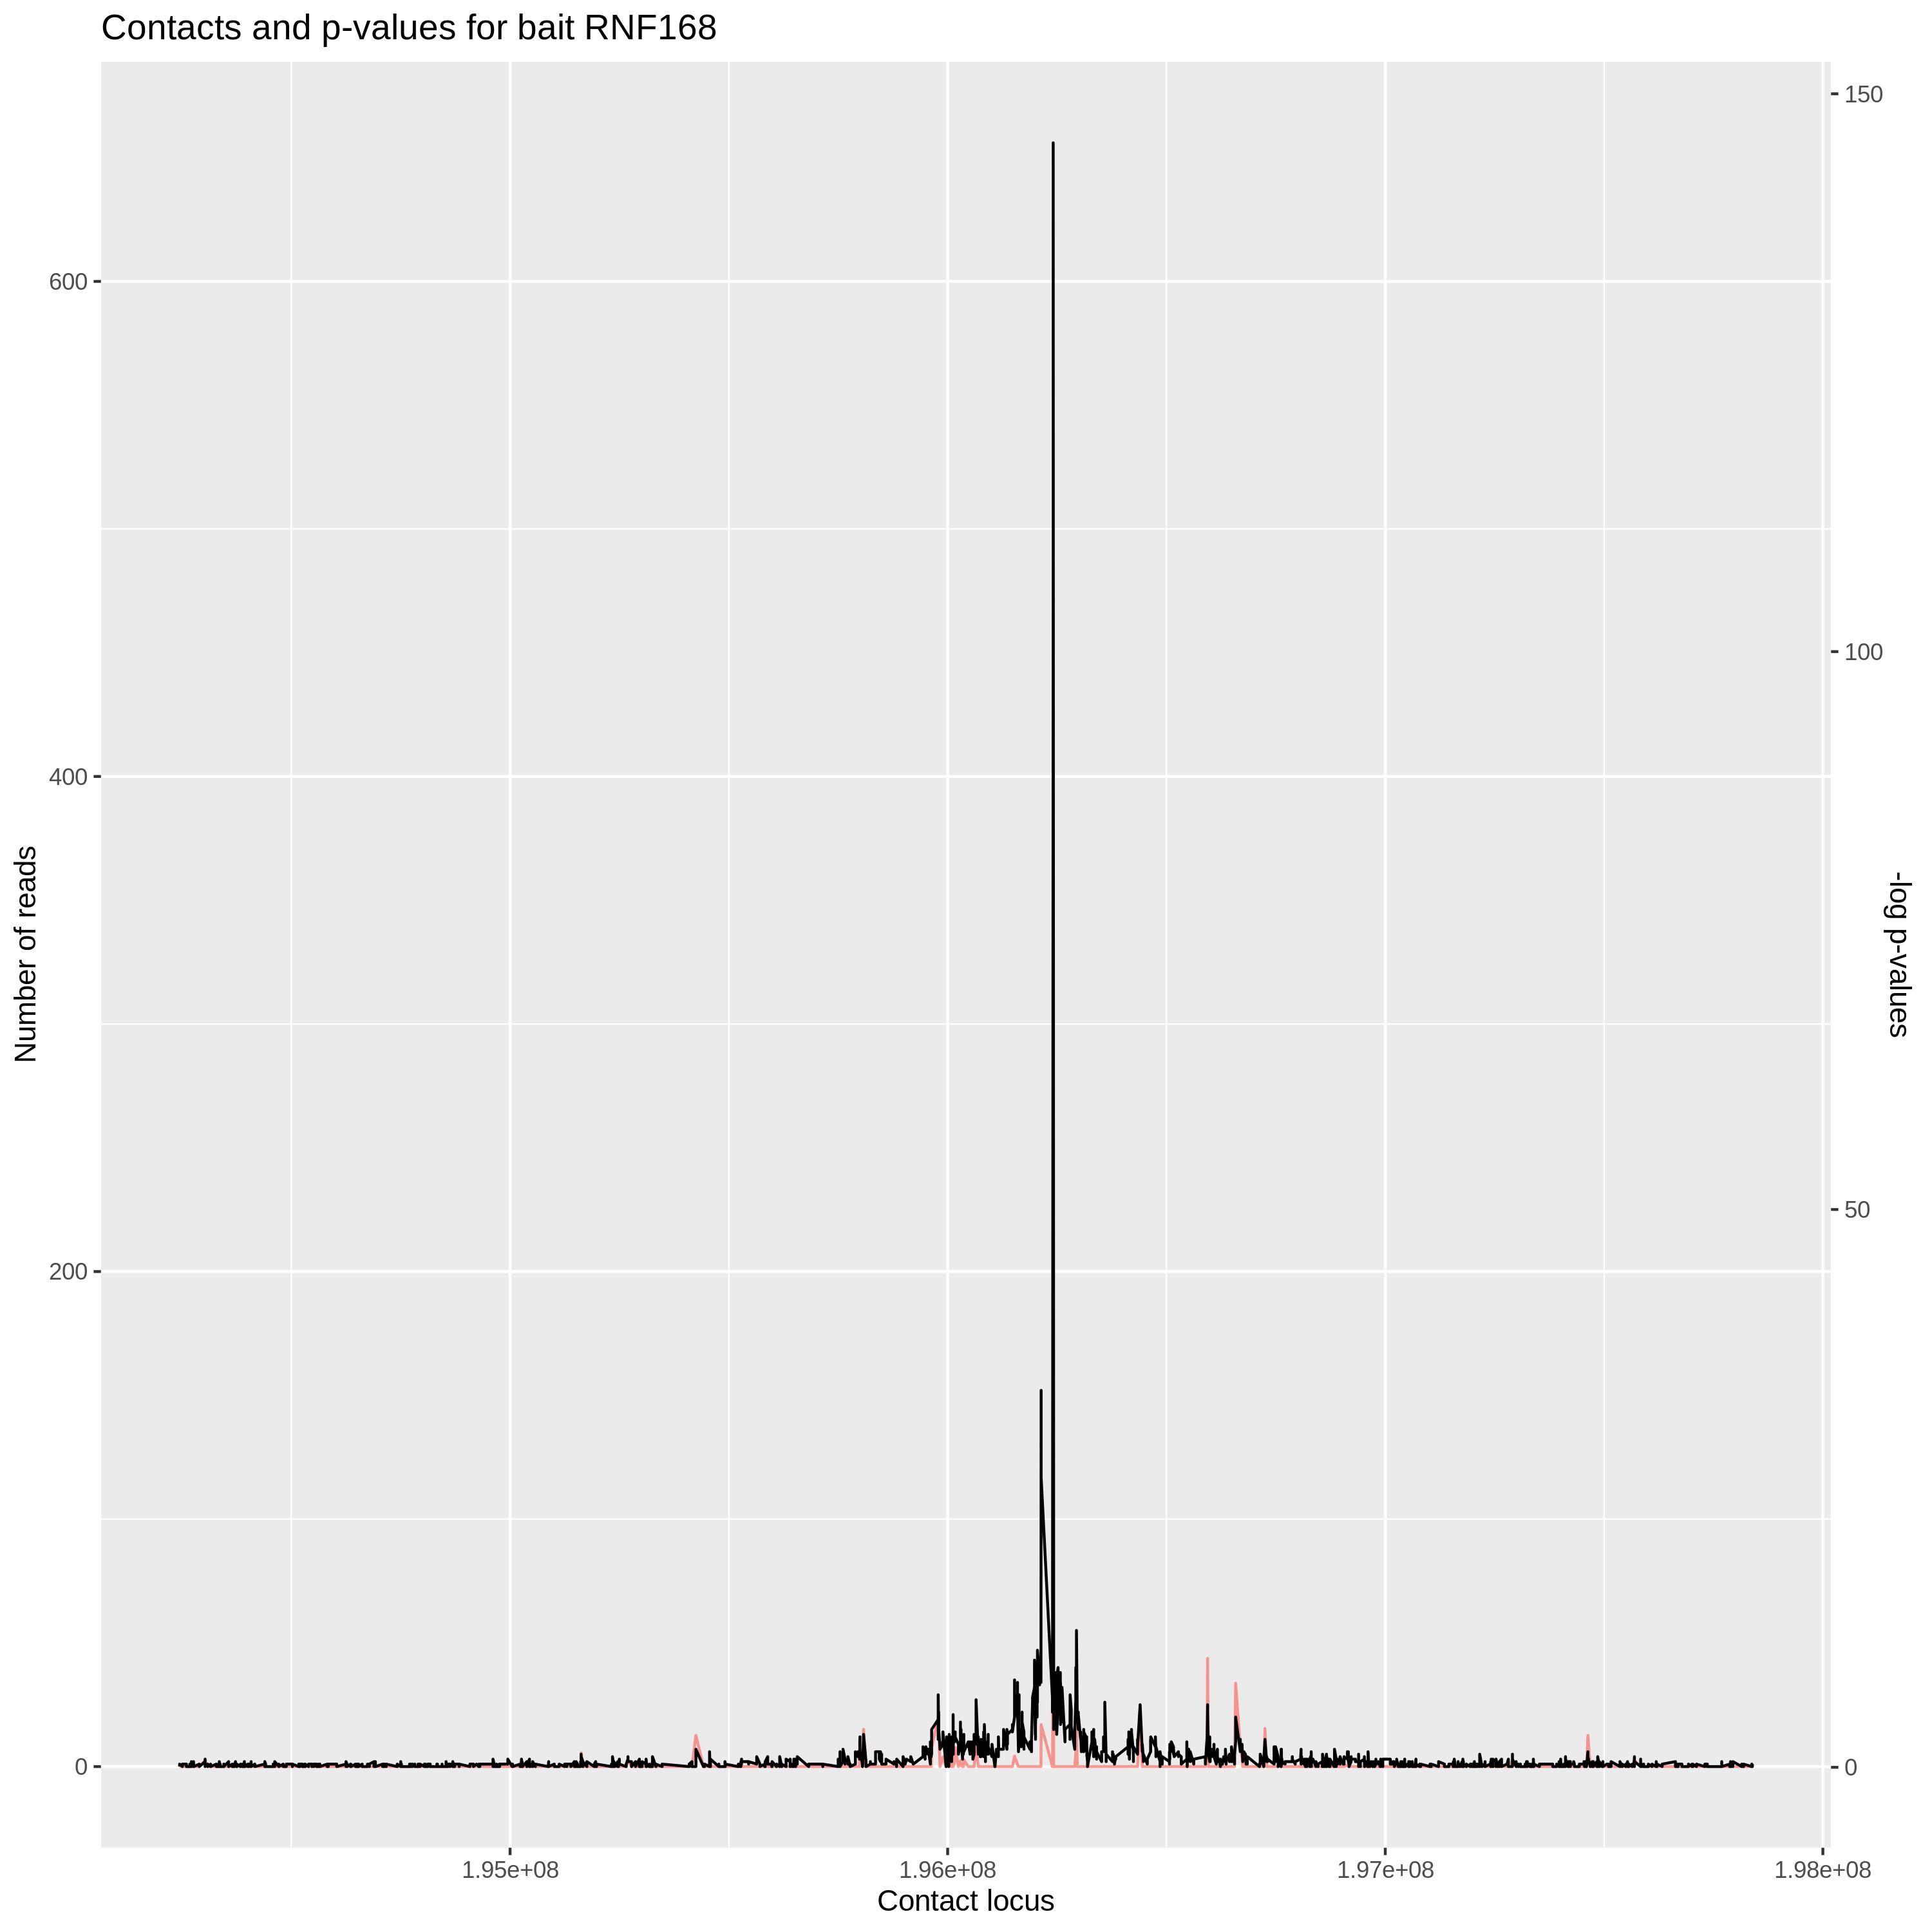 Contacts and p-values for bait RNF168
150
600
100
400
Number of reads
-log p-values
50
200
0
0
1.95e+08
1.96e+08
1.97e+08
1.98e+08
Contact locus